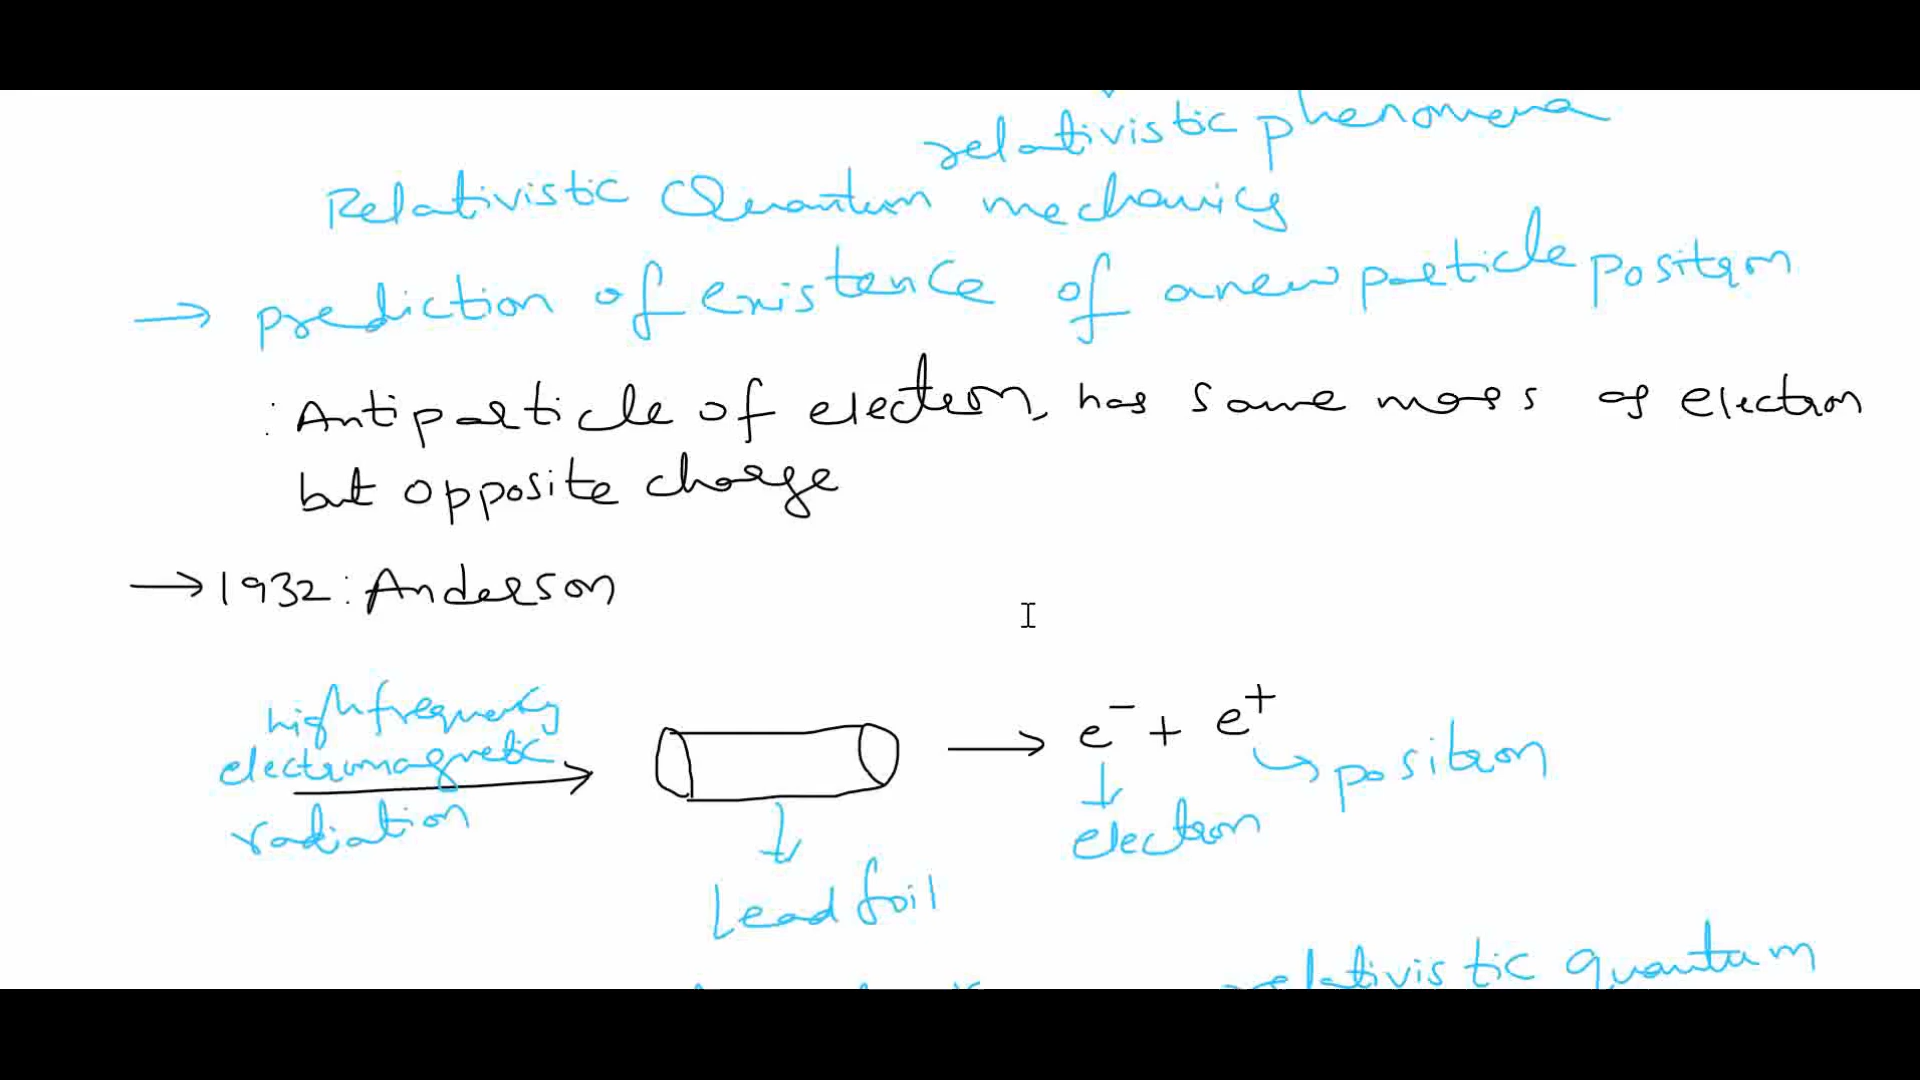 relativistic phenomena
Relativistic Quantum mechanics
→ prediction of existence of a new particle positron
: Antiparticle of electron, has same mass as electron
but opposite charge
→ 1932: Anderson
high frequency
electromagnetic
radiation
→ e⁻ + e⁺
positron
electron
Lead foil
relativistic quantum